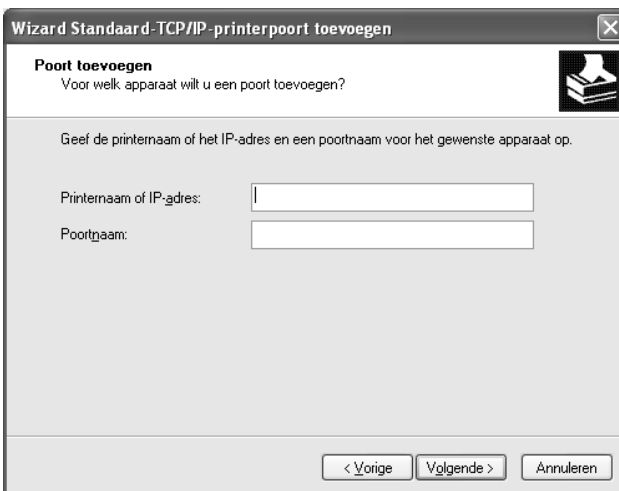 Wizard Standaard-TCP/IP-printerpoort toevoegen
Poort toevoegen
Voor welk apparaat wilt u een poort toevoegen?
Geef de printernaam of het IP-adres en een poortnaam voor het gewenste apparaat op.
Printernaam of IP-adres:
Poortnaam:
< Vorige
Volgende >
Annuleren